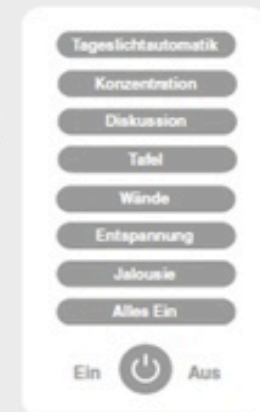 Tageslichtautomatik
Konzentration
Diskussion
Tafel
Wände
Entspannung
Jalousie
Alles Ein
Ein Aus